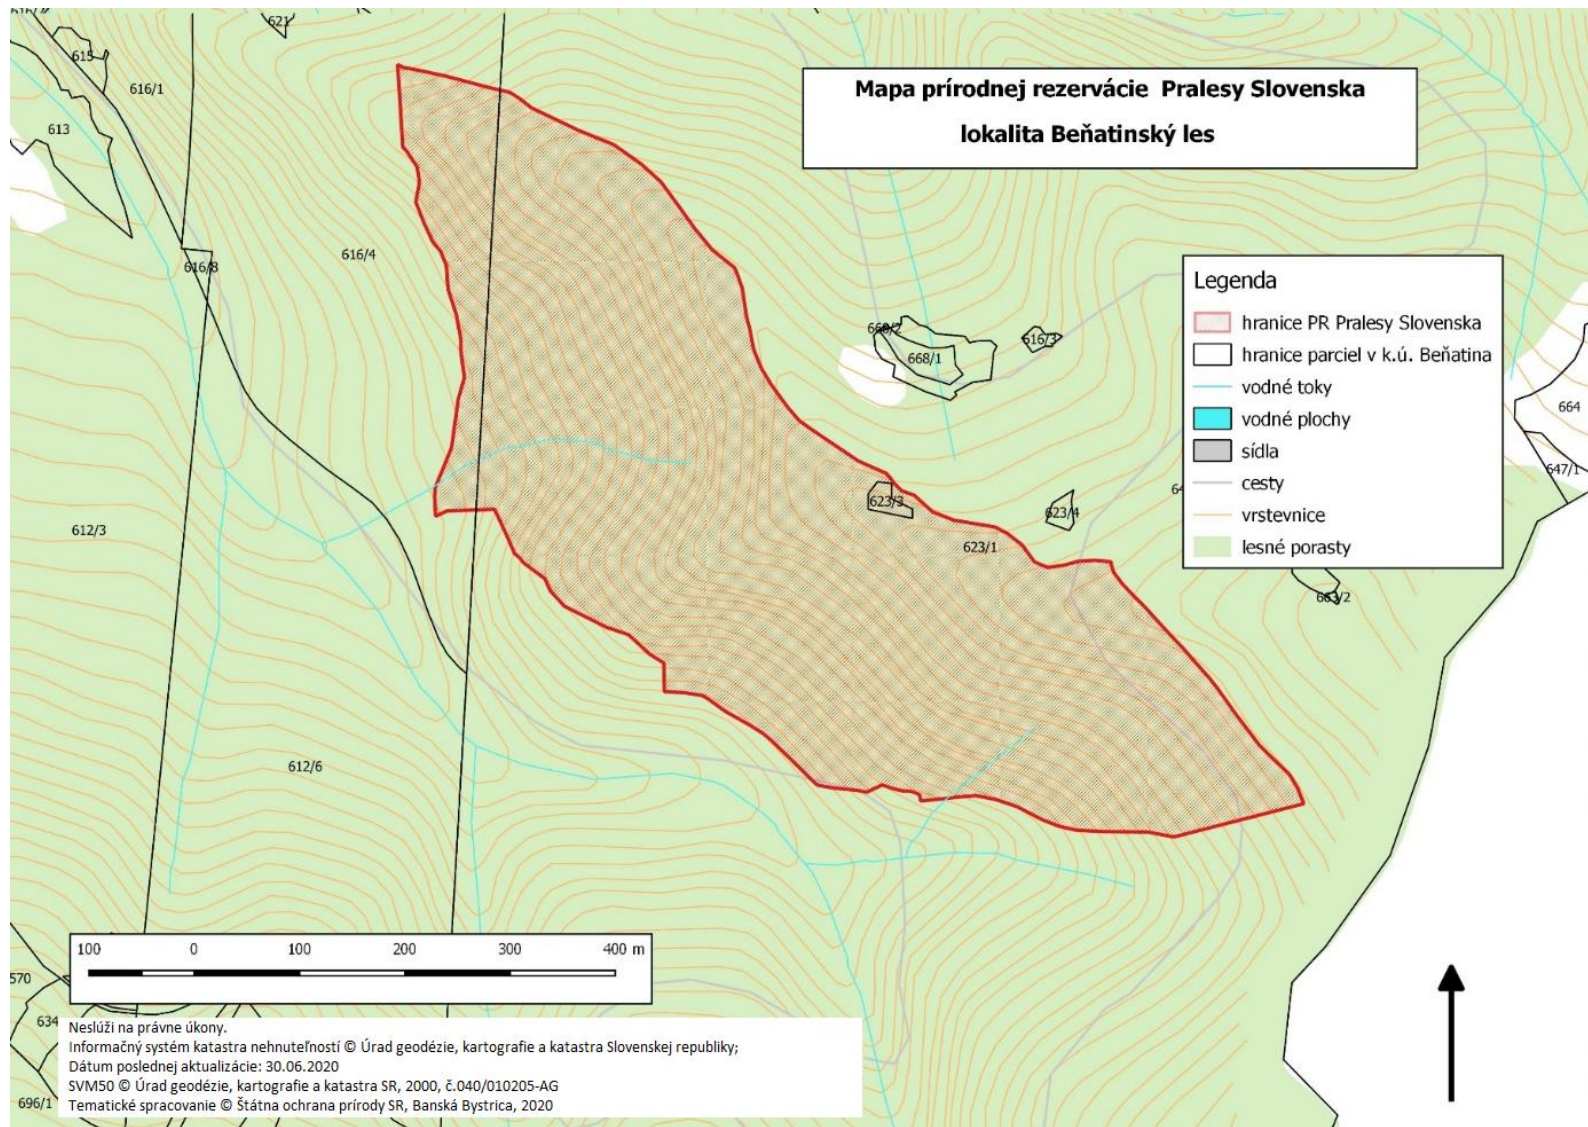 616/2
621
615
616/1
613
Mapa prírodnej rezervácie Pralesy Slovenska
lokalita Beňatinský les
616/4
616/8
Legenda
hranice PR Pralesy Slovenska
hranice parciel v k.ú. Beňatina
vodné toky
vodné plochy
sídla
cesty
vrstevnice
lesné porasty
668/2
668/1
616/3
664
647/1
623/3
623/4
623/1
612/3
663/2
612/6
100 0 100 200 300 400 m
570
634
696/1
Neslúži na právne úkony.
Informačný systém katastra nehnuteľností © Úrad geodézie, kartografie a katastra Slovenskej republiky;
Dátum poslednej aktualizácie: 30.06.2020
SVM50 © Úrad geodézie, kartografie a katastra SR, 2000, č.040/010205-AG
Tematické spracovanie © Štátna ochrana prírody SR, Banská Bystrica, 2020